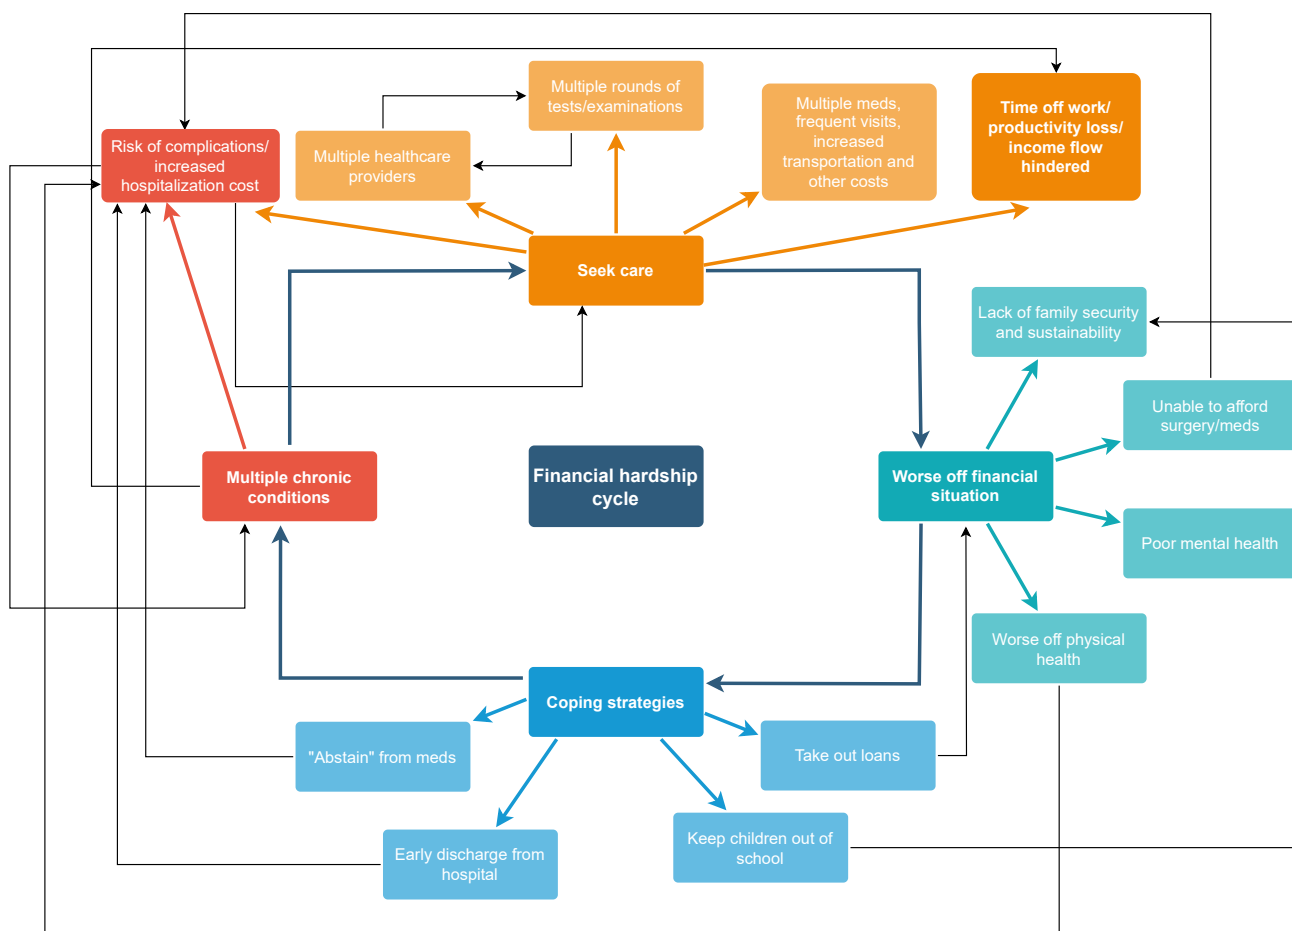 Multiple rounds of
tests/examinations
Multiple meds,
frequent visits,
increased
transportation and
other costs
Time off work/
productivity loss/
income flow
hindered
Risk of complications/
increased
hospitalization cost
Multiple healthcare
providers
Seek care
Lack of family security
and sustainability
Unable to afford
surgery/meds
Multiple chronic
conditions
Financial hardship
cycle
Worse off financial
situation
Poor mental health
Worse off physical
health
Coping strategies
"Abstain" from meds
Take out loans
Early discharge from
hospital
Keep children out of
school